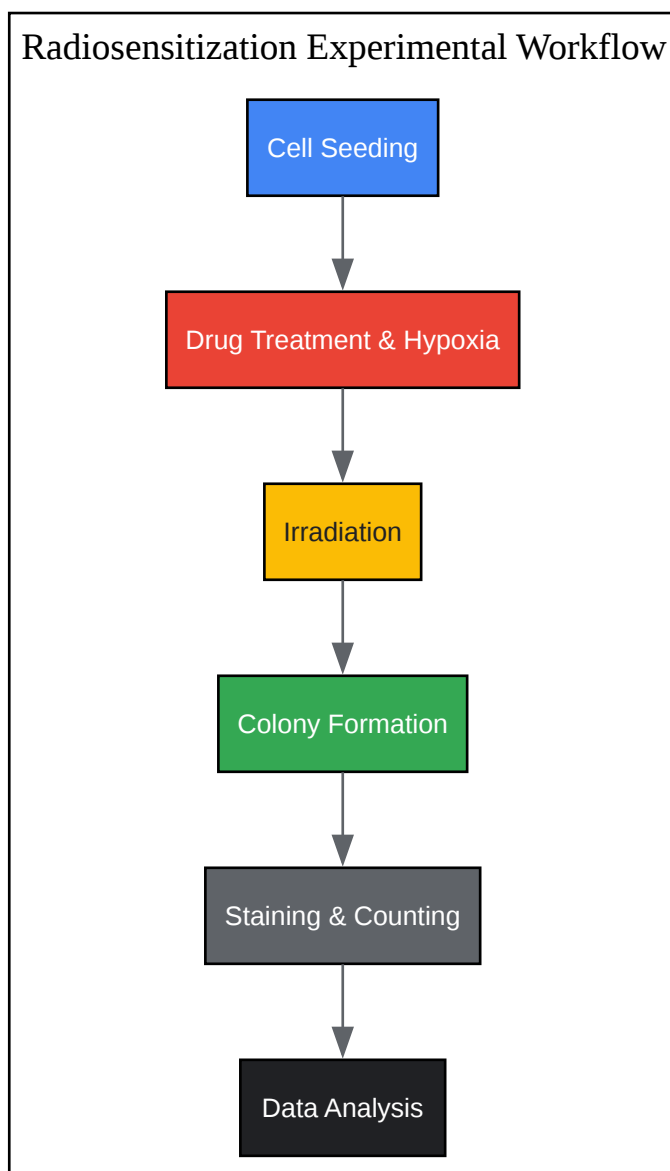 Radiosensitization Experimental Workflow
Cell Seeding
Drug Treatment & Hypoxia
Irradiation
Colony Formation
Staining & Counting
Data Analysis